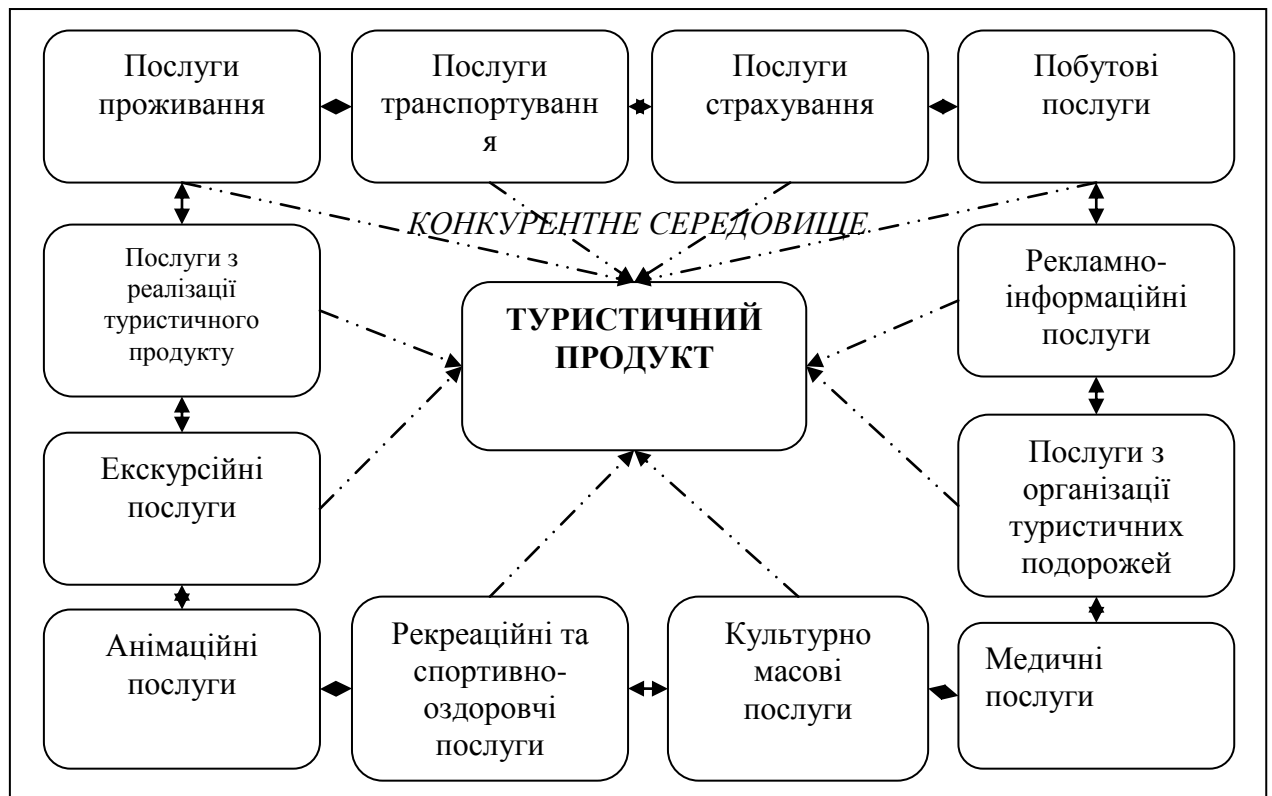 Послуги
проживання
Послуги
транспортуванн
я
Послуги
страхування
Побутові
послуги
КОНКУРЕНТНЕ СЕРЕДОВИЩЕ
Послуги з
реалізації
туристичного
продукту
ТУРИСТИЧНИЙ
ПРОДУКТ
Рекламно-
інформаційні
послуги
Екскурсійні
послуги
Послуги з
організації
туристичних
подорожей
Анімаційні
послуги
Рекреаційні та
спортивно-
оздоровчі
послуги
Культурно
масові
послуги
Медичні
послуги